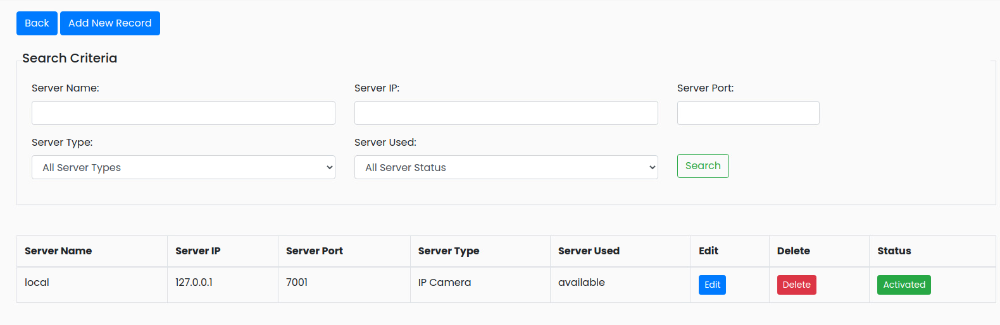 Back Add New Record
Search Criteria
Server Name: Server IP: Server Port:
Server Type: Server Used:
All Server Types All Server Status Search
Server Name Server IP Server Port Server Type Server Used Edit Delete Status
local 127.0.0.1 7001 IP Camera available Edit Delete Activated